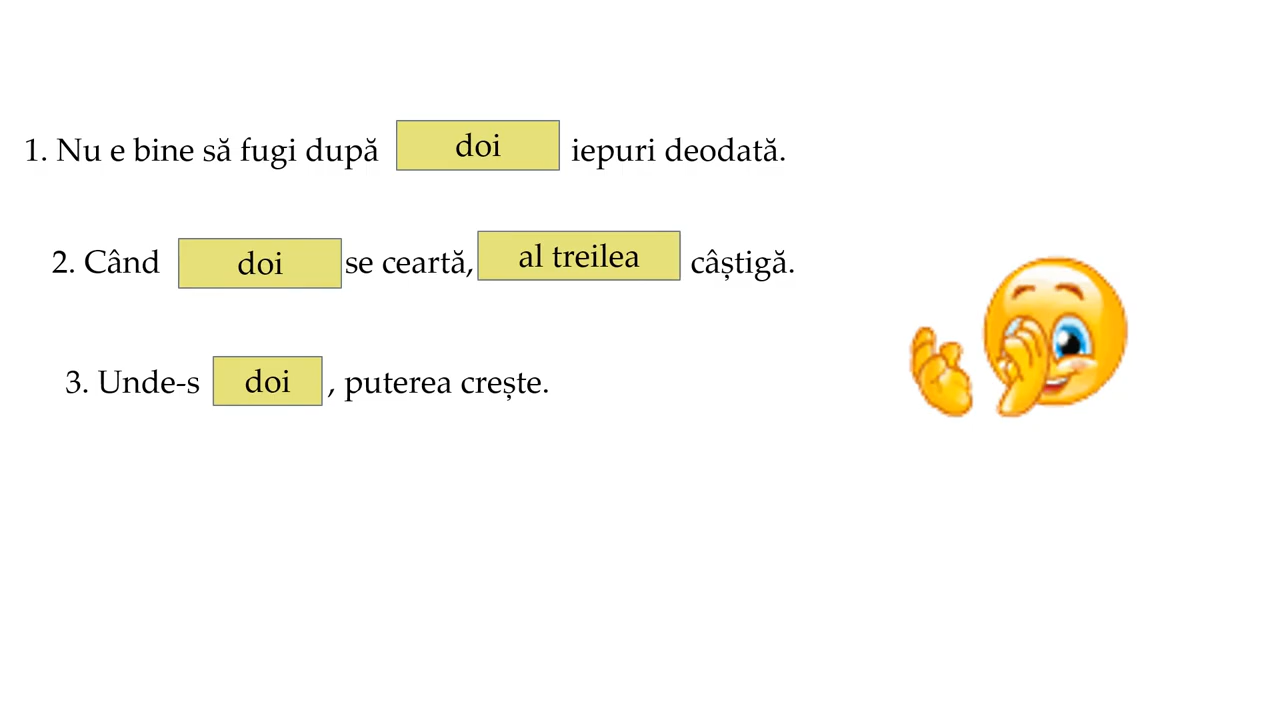 1. Nu e bine să fugi după doi iepuri deodată.
2. Când doi se ceartă, al treilea câștigă.
3. Unde-s doi , puterea crește.